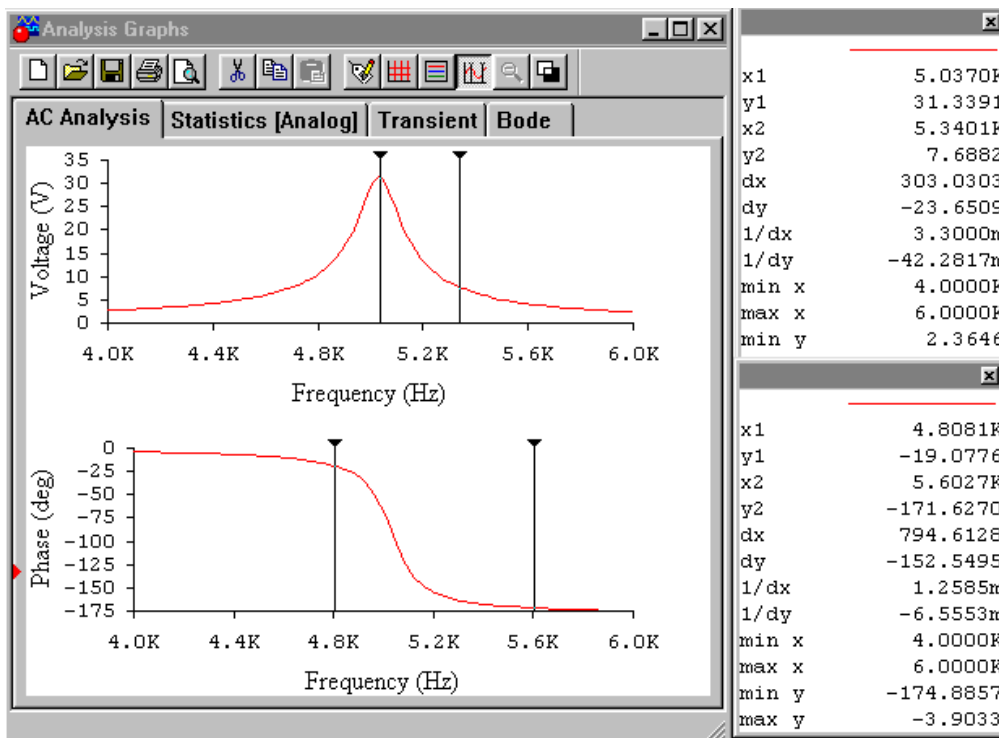 Analysis Graphs
AC Analysis Statistics [Analog] Transient Bode
35
30
25
20
15
10
5
0
Voltage (V)
4.0K 4.4K 4.8K 5.2K 5.6K 6.0K
Frequency (Hz)
0
-25
-50
-75
-100
-125
-150
-175
Phase (deg)
4.0K 4.4K 4.8K 5.2K 5.6K 6.0K
Frequency (Hz)
x1 5.0370K
y1 31.3391
x2 5.3401K
y2 7.6882
dx 303.0303
dy -23.6509
1/dx 3.3000m
1/dy -42.2817m
min x 4.0000K
max x 6.0000K
min y 2.3646
x1 4.8081K
y1 -19.0776
x2 5.6027K
y2 -171.6270
dx 794.6128
dy -152.5495
1/dx 1.2585m
1/dy -6.5553m
min x 4.0000K
max x 6.0000K
min y -174.8857
max y -3.9033